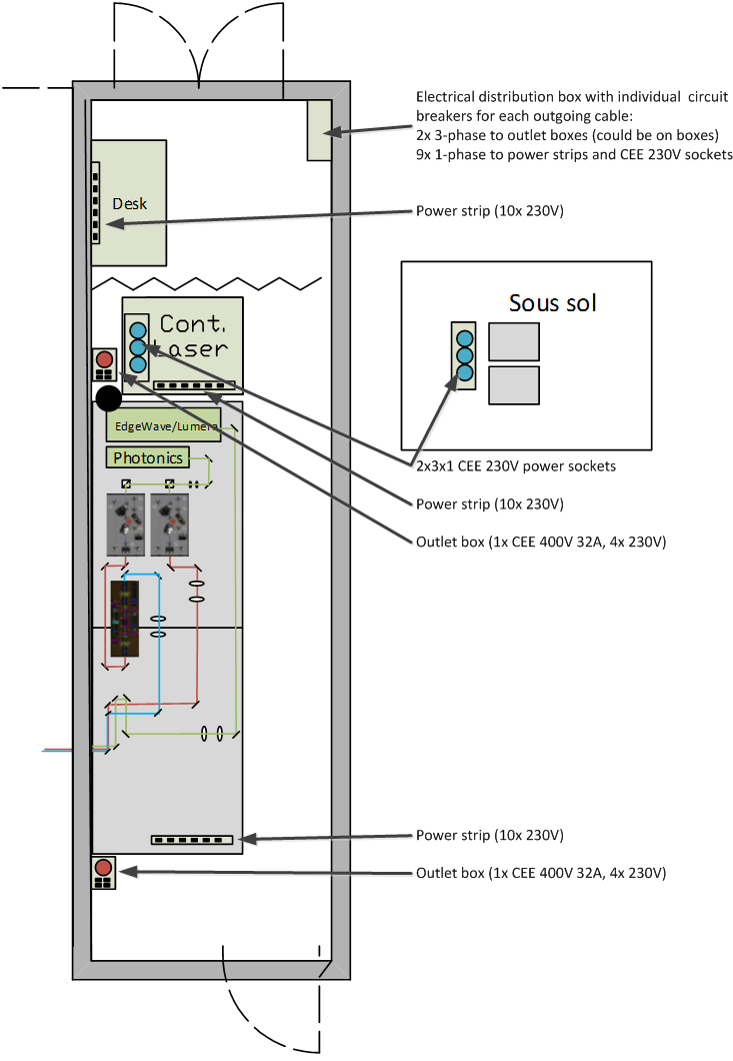 Electrical distribution box with individual circuit
breakers for each outgoing cable:
2x 3-phase to outlet boxes (could be on boxes)
9x 1-phase to power strips and CEE 230V sockets
Desk
Power strip (10x 230V)
Sous sol
Cont.
Laser
EdgeWave/Lumera
Photonics
2x3x1 CEE 230V power sockets
Power strip (10x 230V)
Outlet box (1x CEE 400V 32A, 4x 230V)
Power strip (10x 230V)
Outlet box (1x CEE 400V 32A, 4x 230V)